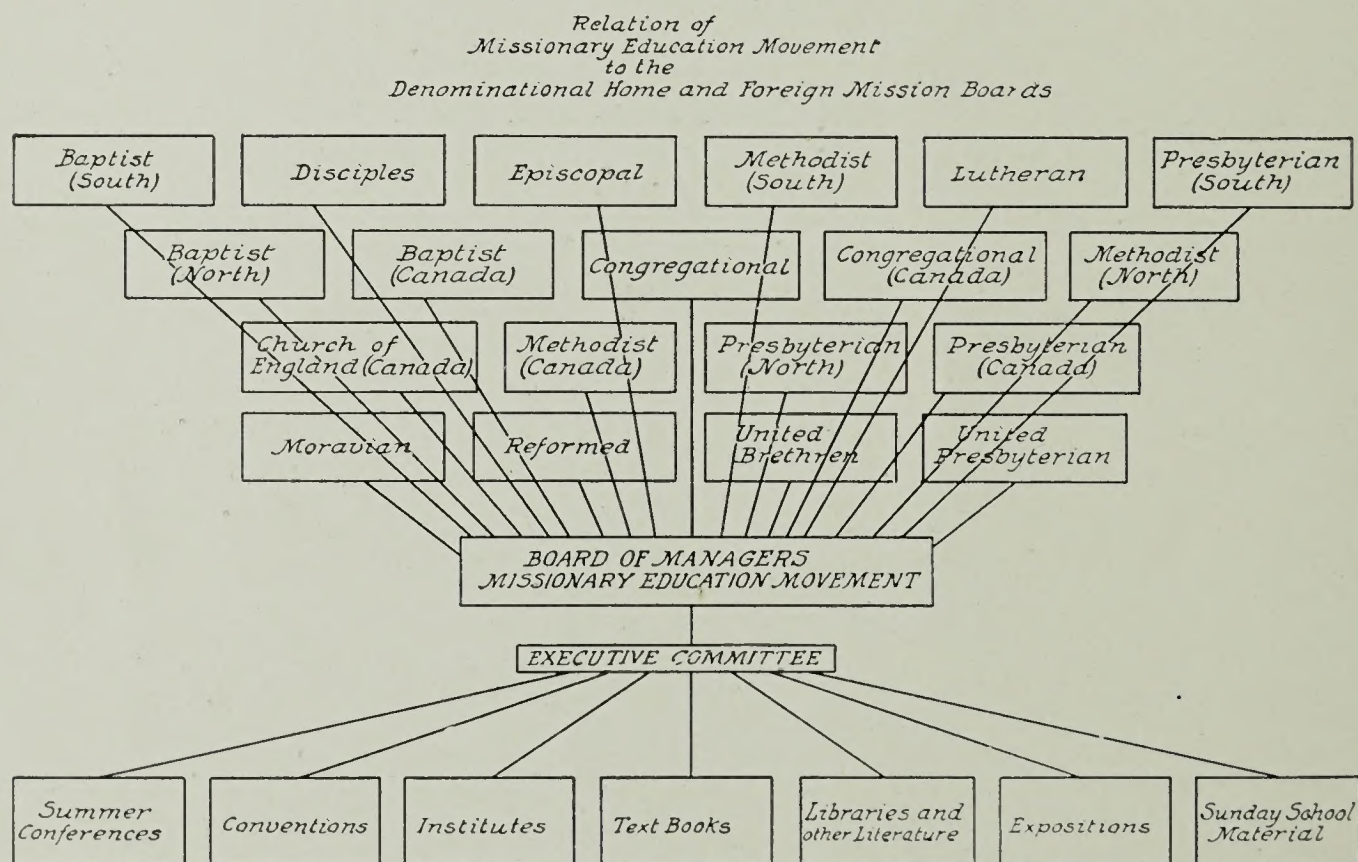 Relation of
Missionary Education Movement
to the
Denominational Home and Foreign Mission Boards
Baptist
(South)
Disciples
Episcopal
Methodist
(South)
Lutheran
Presbyterian
(South)
Baptist
(North)
Baptist
(Canada)
Congregational
Congregational
(Canada)
Methodist
(North)
Church of
England (Canada)
Methodist
(Canada)
Presbyterian
(North)
Presbyterian
(Canada)
Moravian
Reformed
United
Brethren
United
Presbyterian
BOARD OF MANAGERS
MISSIONARY EDUCATION MOVEMENT
EXECUTIVE COMMITTEE
Summer
Conferences
Conventions
Institutes
Text Books
Libraries and
other Literature
Expositions
Sunday School
Material